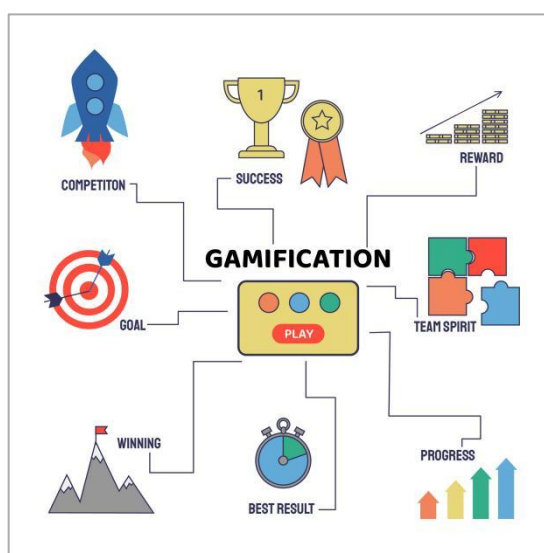 1
REWARD
COMPETITON
SUCCESS
GAMIFICATION
PLAY
GOAL
TEAM SPIRIT
WINNING
PROGRESS
BEST RESULT